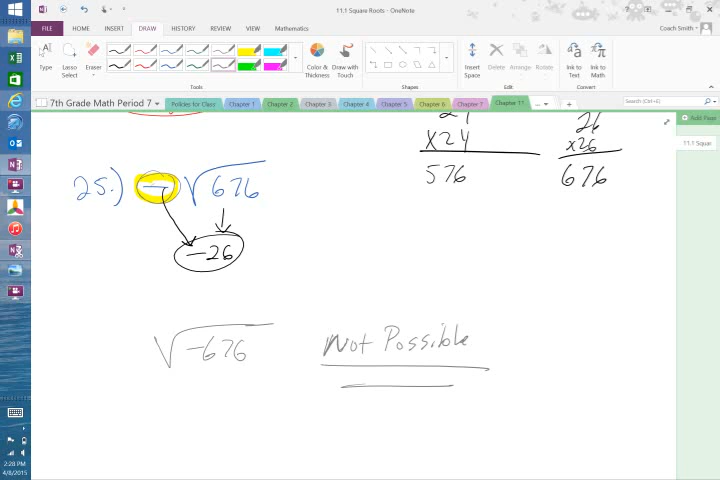 11.1 Square Roots - OneNote
FILE HOME INSERT DRAW HISTORY REVIEW VIEW Mathematics
Coach Smith
Type Lasso Select Eraser
Color & Thickness Draw with Touch
Insert Space Delete Arrange Rotate
Ink to Text Ink to Math
Tools Shapes Edit Convert
7th Grade Math Period 7 Policies for Class Chapter 1 Chapter 2 Chapter 3 Chapter 4 Chapter 5 Chapter 6 Chapter 7 Chapter 11
Search (Ctrl+E)
Add Page
11.1 Squar
x24
576
26
x26
676
25.) -√676
-26
√-676 Not Possible
2:28 PM
4/8/2015